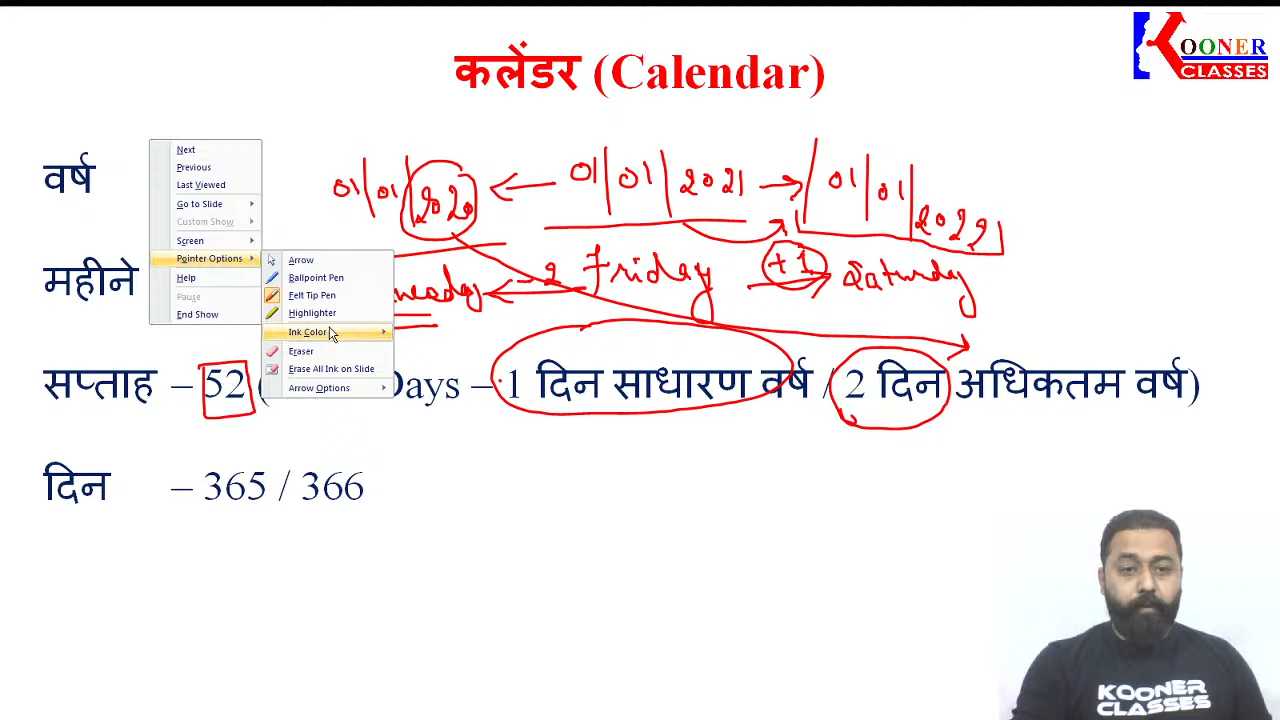 कलेंडर (Calendar)
KOONER
CLASSES
वर्ष
01/01/2020 ← 01/01/2021 → 01/01/2022
महीने
nesday ← -2 Friday +1 → Saturday
सप्ताह – 52 ( Days – 1 दिन साधारण वर्ष / 2 दिन अधिकतम वर्ष)
दिन – 365 / 366
Next
Previous
Last Viewed
Go to Slide
Custom Show
Screen
Pointer Options
Help
Pause
End Show
Arrow
Ballpoint Pen
Felt Tip Pen
Highlighter
Ink Color
Eraser
Erase All Ink on Slide
Arrow Options
KOONER
CLASSES